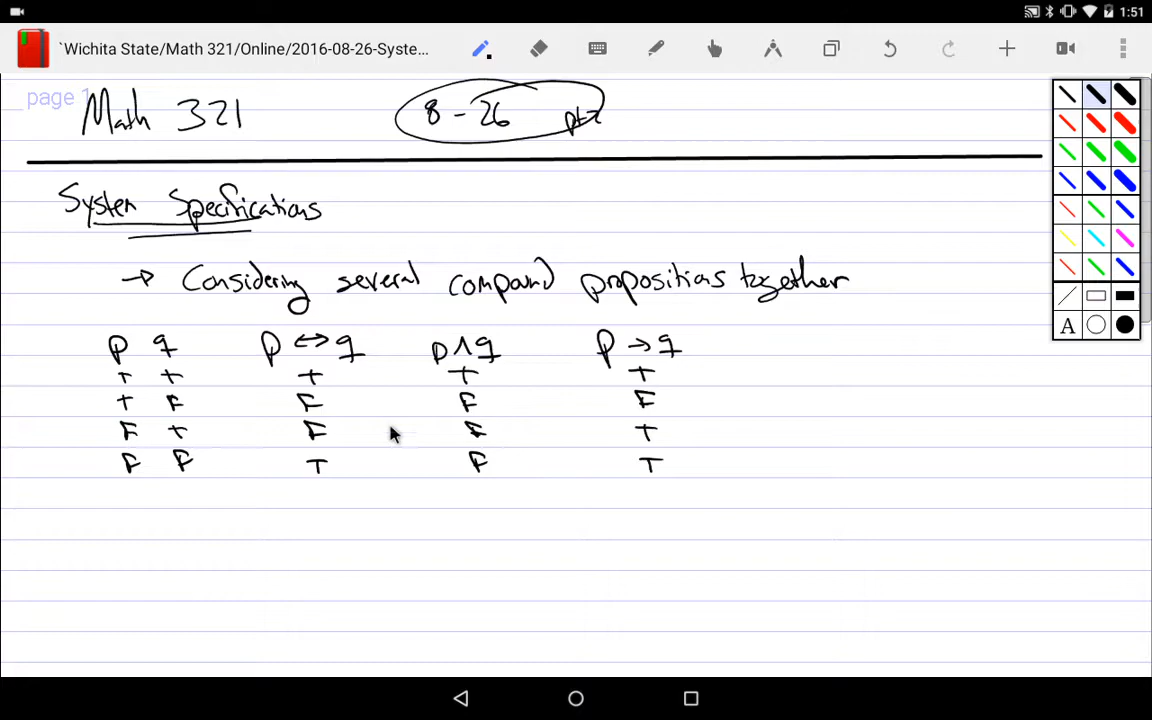 1:51
`Wichita State/Math 321/Online/2016-08-26-Syste...
page 1
Math 321 8-26 pt2
System Specifications
→ Considering several compound propositions together
p q p ↔ q p ∧ q p → q
T T T T T
T F F F F
F T F F T
F F T F T
A